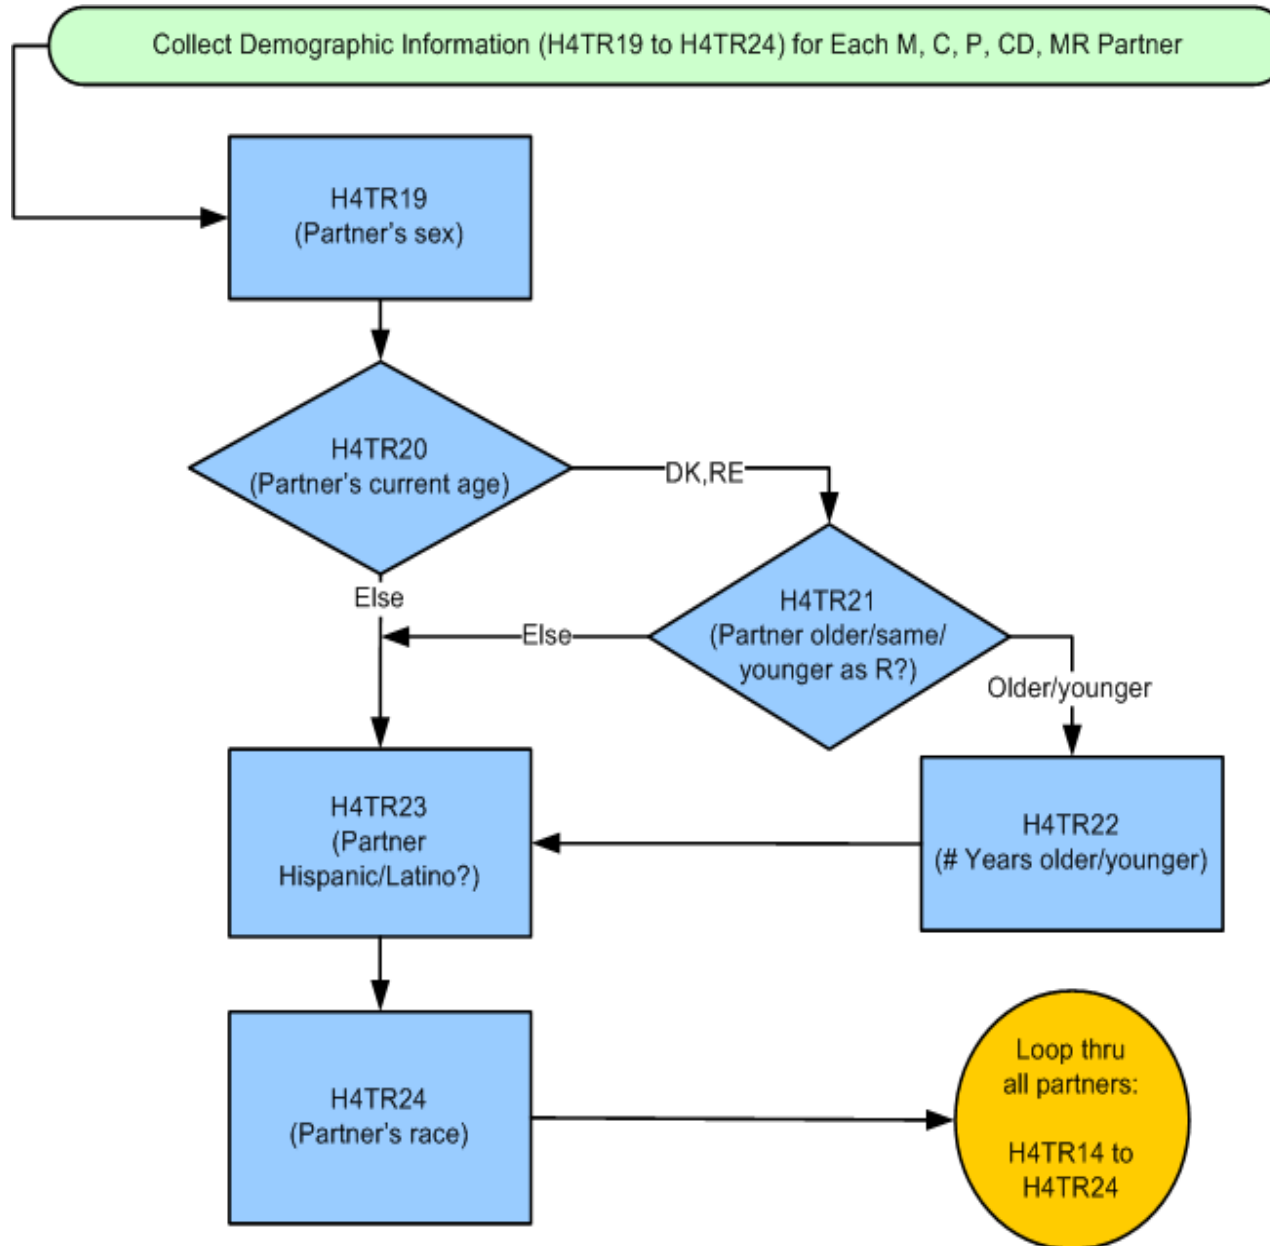 Collect Demographic Information (H4TR19 to H4TR24) for Each M, C, P, CD, MR Partner
H4TR19
(Partner's sex)
H4TR20
(Partner's current age)
DK,RE
Else
H4TR21
(Partner older/same/
younger as R?)
Else
Older/younger
H4TR22
(# Years older/younger)
H4TR23
(Partner
Hispanic/Latino?)
H4TR24
(Partner's race)
Loop thru
all partners:
H4TR14 to
H4TR24